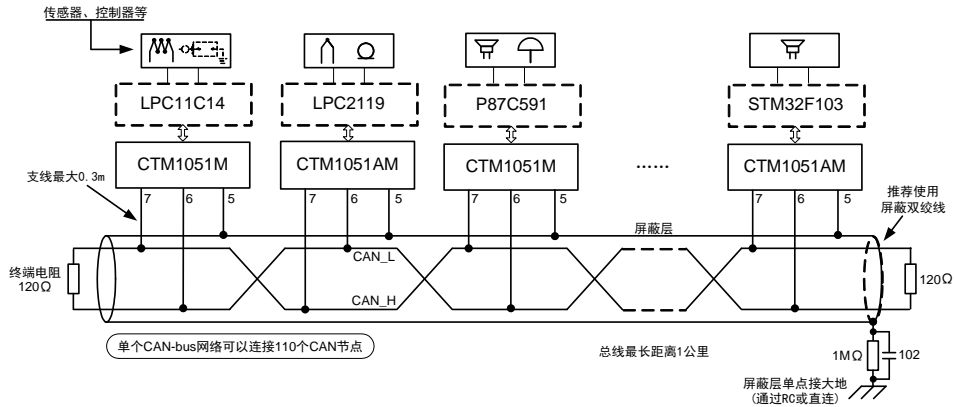 传感器、控制器等
LPC11C14
LPC2119
P87C591
STM32F103
CTM1051M
CTM1051AM
CTM1051M
……
CTM1051AM
支线最大0.3m
7 6 5
7 6 5
7 6 5
7 6 5
推荐使用
屏蔽双绞线
屏蔽层
CAN_L
终端电阻
120Ω
120Ω
CAN_H
单个CAN-bus网络可以连接110个CAN节点
总线最长距离1公里
1MΩ
102
屏蔽层单点接大地
(通过RC或直连)